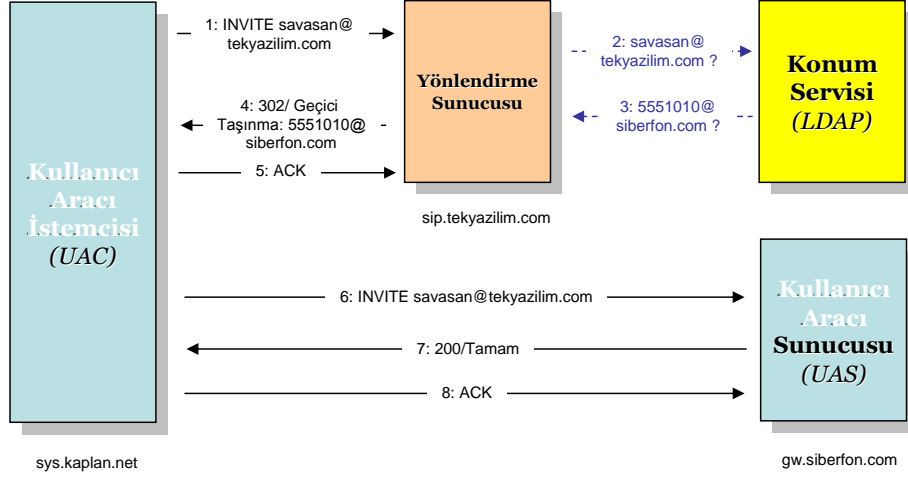 1: INVITE savasan@
tekyazilim.com
2: savasan@
tekyazilim.com ?
Yönlendirme
Sunucusu
Konum
Servisi
(LDAP)
4: 302/ Geçici
Taşınma: 5551010@
siberfon.com
3: 5551010@
siberfon.com ?
5: ACK
Kullanıcı
Aracı
İstemcisi
(UAC)
sip.tekyazilim.com
6: INVITE savasan@tekyazilim.com
7: 200/Tamam
8: ACK
Kullanıcı
Aracı
Sunucusu
(UAS)
sys.kaplan.net
gw.siberfon.com